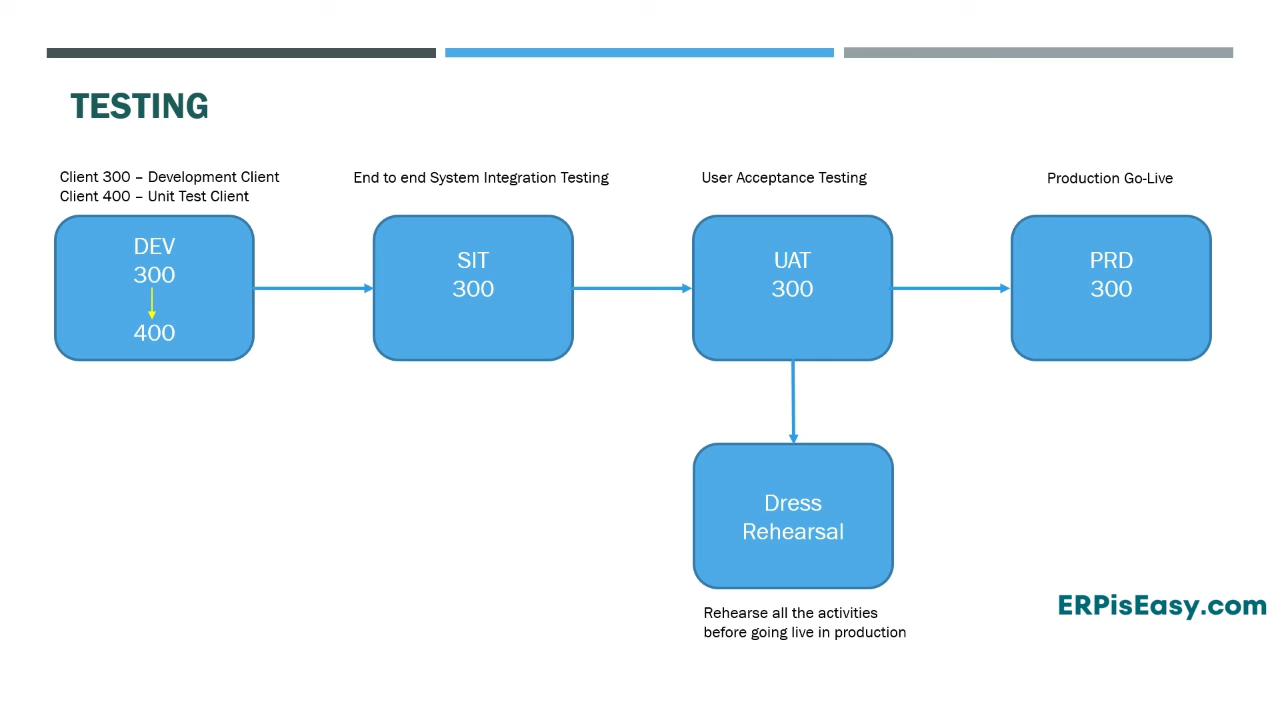 TESTING
Client 300 – Development Client
Client 400 – Unit Test Client
End to end System Integration Testing
User Acceptance Testing
Production Go-Live
DEV
300
400
SIT
300
UAT
300
PRD
300
Dress
Rehearsal
Rehearse all the activities
before going live in production
ERPisEasy.com